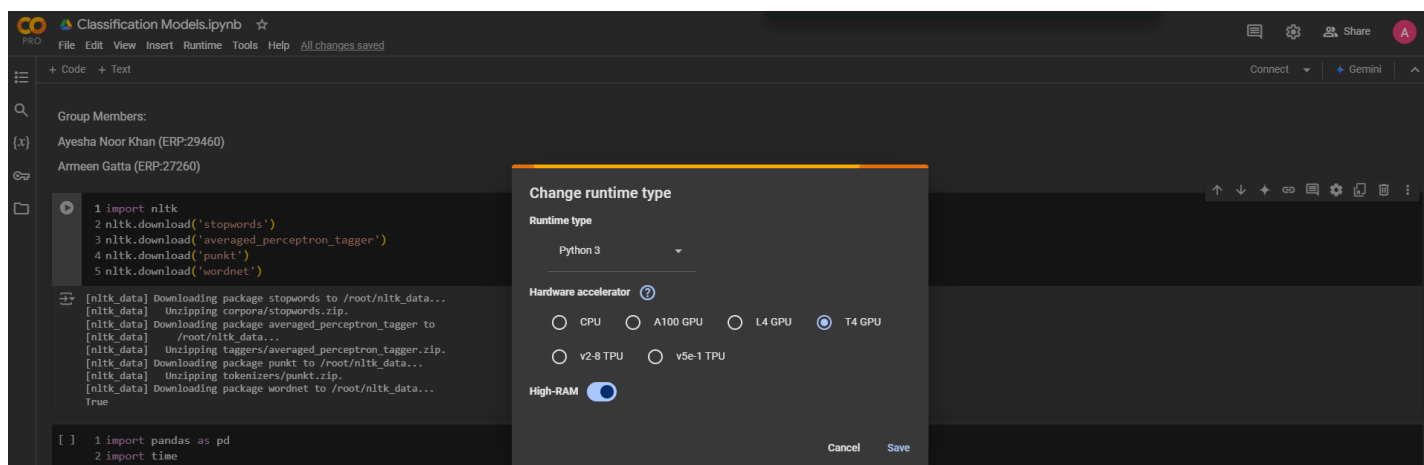 CO PRO
Classification Models.ipynb
File Edit View Insert Runtime Tools Help All changes saved
Share
A
+ Code + Text
Connect
Gemini
Group Members:
Ayesha Noor Khan (ERP:29460)
Armeen Gatta (ERP:27260)
{x}
1 import nltk
2 nltk.download('stopwords')
3 nltk.download('averaged_perceptron_tagger')
4 nltk.download('punkt')
5 nltk.download('wordnet')
[nltk_data] Downloading package stopwords to /root/nltk_data...
[nltk_data]   Unzipping corpora/stopwords.zip.
[nltk_data] Downloading package averaged_perceptron_tagger to
[nltk_data]     /root/nltk_data...
[nltk_data]   Unzipping taggers/averaged_perceptron_tagger.zip.
[nltk_data] Downloading package punkt to /root/nltk_data...
[nltk_data]   Unzipping tokenizers/punkt.zip.
[nltk_data] Downloading package wordnet to /root/nltk_data...
True
[ ]
1 import pandas as pd
2 import time
Change runtime type
Runtime type
Python 3
Hardware accelerator ?
CPU A100 GPU L4 GPU T4 GPU
v2-8 TPU v5e-1 TPU
High-RAM
Cancel Save